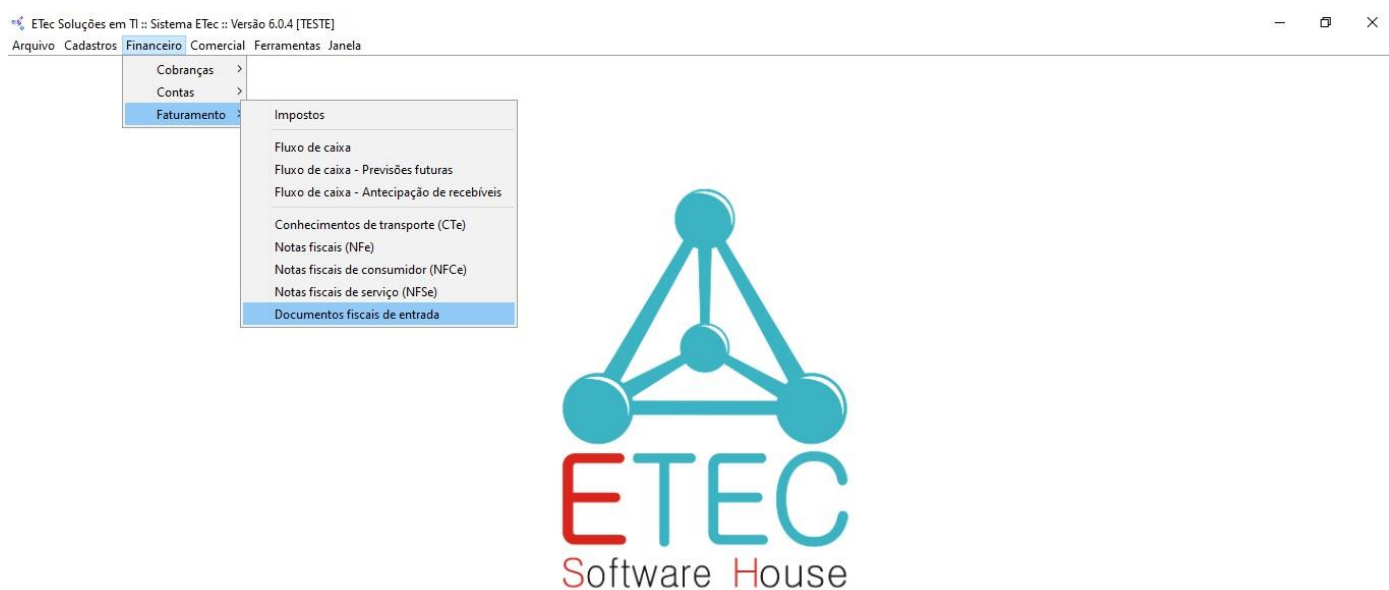 ETec Soluções em TI :: Sistema ETec :: Versão 6.0.4 [TESTE]
Arquivo Cadastros Financeiro Comercial Ferramentas Janela
Cobranças
Contas
Faturamento
Impostos
Fluxo de caixa
Fluxo de caixa - Previsões futuras
Fluxo de caixa - Antecipação de recebíveis
Conhecimentos de transporte (CTe)
Notas fiscais (NFe)
Notas fiscais de consumidor (NFCe)
Notas fiscais de serviço (NFSe)
Documentos fiscais de entrada
ETEC
Software House